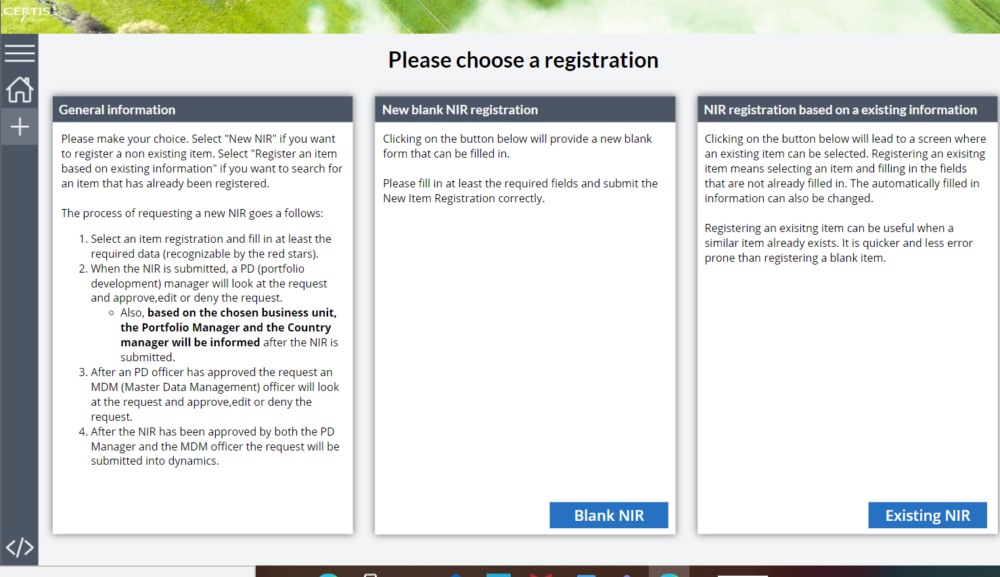 CERTIS
Please choose a registration
General information
Please make your choice. Select "New NIR" if you want
to register a non existing item. Select "Register an item
based on existing information" if you want to search for
an item that has already been registered.
The process of requesting a new NIR goes a follows:
1. Select an item registration and fill in at least the
required data (recognizable by the red stars).
2. When the NIR is submitted, a PD (portfolio
development) manager will look at the request
and approve,edit or deny the request.
Also, based on the chosen business unit,
the Portfolio Manager and the Country
manager will be informed after the NIR is
submitted.
3. After an PD officer has approved the request an
MDM (Master Data Management) officer will look
at the request and approve,edit or deny the
request.
4. After the NIR has been approved by both the PD
Manager and the MDM officer the request will be
submitted into dynamics.
New blank NIR registration
Clicking on the button below will provide a new blank
form that can be filled in.
Please fill in at least the required fields and submit the
New Item Registration correctly.
Blank NIR
NIR registration based on a existing information
Clicking on the button below will lead to a screen where
an existing item can be selected. Registering an exisitng
item means selecting an item and filling in the fields
that are not already filled in. The automatically filled in
information can also be changed.
Registering an exisitng item can be useful when a
similar item already exists. It is quicker and less error
prone than registering a blank item.
Existing NIR